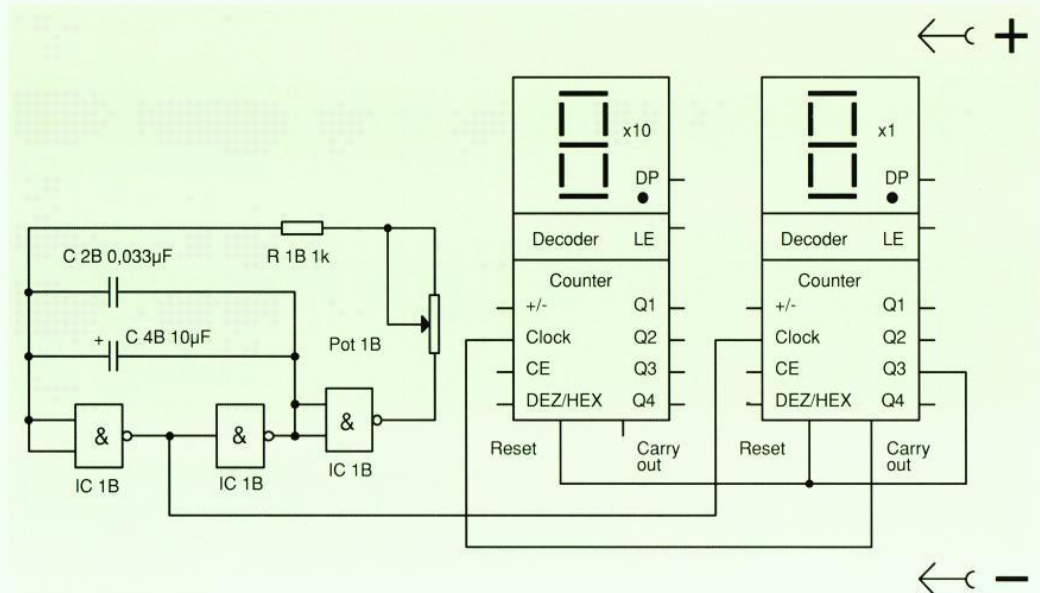 +
x10
DP
Decoder LE
Counter
+/- Q1
Clock Q2
CE Q3
DEZ/HEX Q4
Reset
Carry
out
x1
DP
Decoder LE
Counter
+/- Q1
Clock Q2
CE Q3
DEZ/HEX Q4
Reset
Carry
out
C 2B 0,033µF
R 1B 1k
+ C 4B 10µF
Pot 1B
&
&
&
IC 1B
IC 1B
IC 1B
−